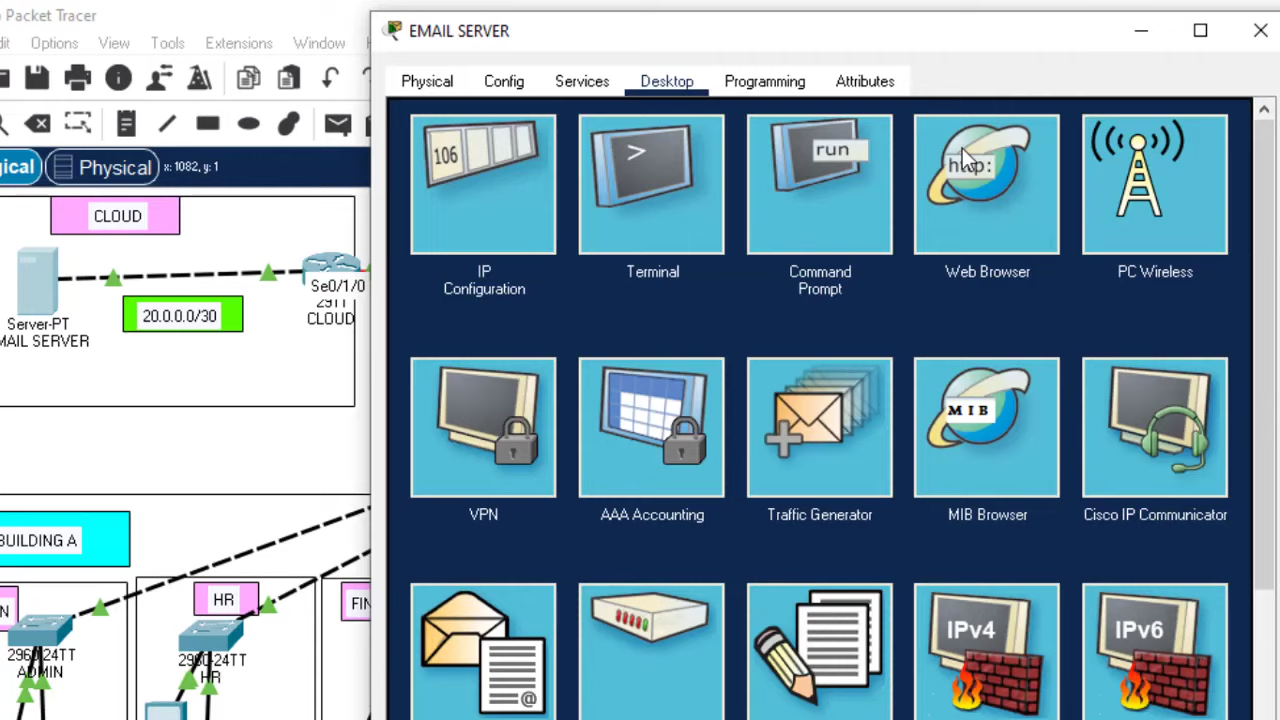 Packet Tracer
Options View Tools Extensions Window
Physical x: 1082, y: 1
CLOUD
20.0.0.0/30
Server-PT
MAIL SERVER
Se0/1/0
2911
CLOUD
BUILDING A
HR
2960-24TT
ADMIN
2960-24TT
HR
EMAIL SERVER
Physical Config Services Desktop Programming Attributes
106
>
run
http:
IP
Configuration
Terminal
Command
Prompt
Web Browser
PC Wireless
MIB
VPN
AAA Accounting
Traffic Generator
MIB Browser
Cisco IP Communicator
@
IPv4
IPv6